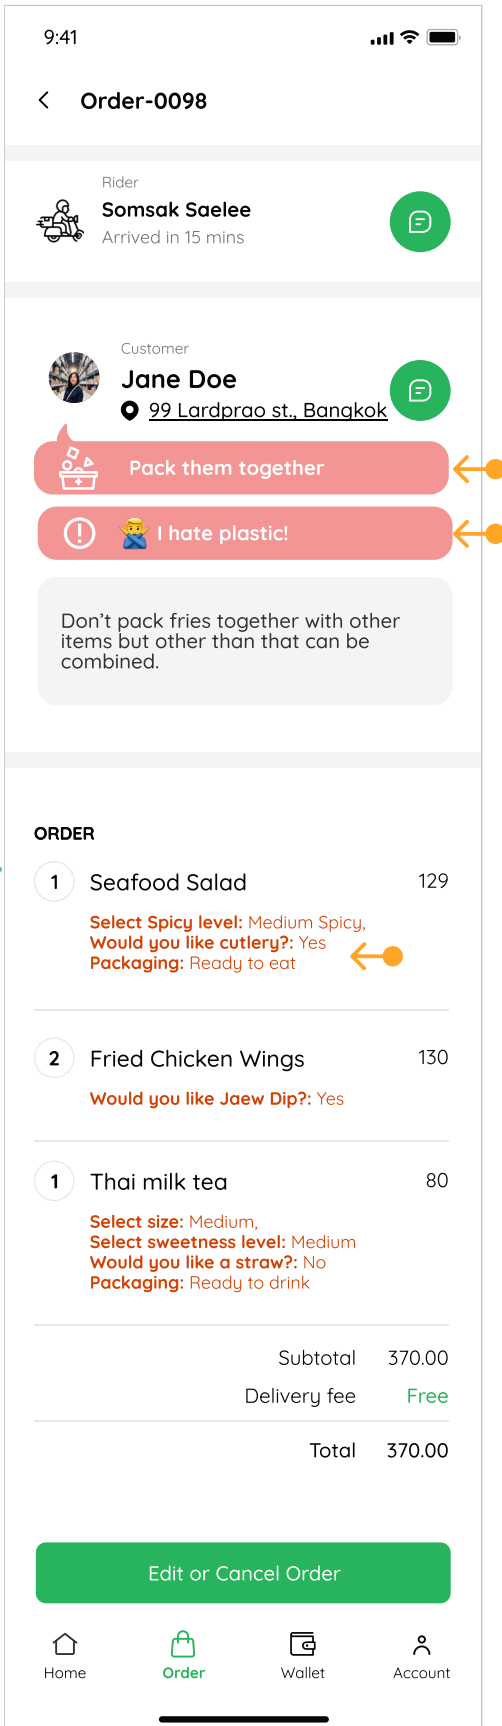 9:41
Order-0098
Rider
Somsak Saelee
Arrived in 15 mins
Customer
Jane Doe
99 Lardprao st., Bangkok
Pack them together
I hate plastic!
Don't pack fries together with other
items but other than that can be
combined.
ORDER
1 Seafood Salad 129
Select Spicy level: Medium Spicy,
Would you like cutlery?: Yes
Packaging: Ready to eat
2 Fried Chicken Wings 130
Would you like Jaew Dip?: Yes
1 Thai milk tea 80
Select size: Medium,
Select sweetness level: Medium
Would you like a straw?: No
Packaging: Ready to drink
Subtotal 370.00
Delivery fee Free
Total 370.00
Edit or Cancel Order
Home Order Wallet Account